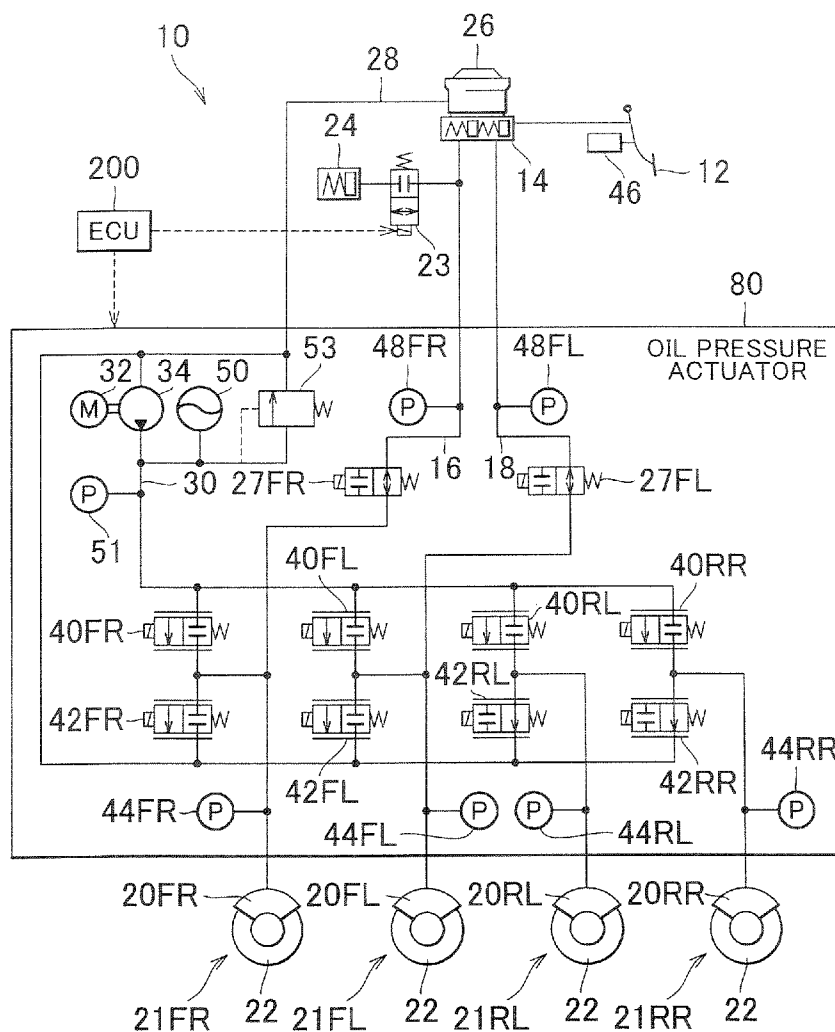 10
26
28
24
14
46
12
200
ECU
23
80
48FR
48FL
OIL PRESSURE
ACTUATOR
32
34
50
53
M
P
P
16
18
27FR
27FL
30
P
51
40FL
40RR
40RL
40FR
42RL
42FR
42FL
42RR
44RR
44FR
P
P
P
P
44FL
44RL
20FR
20FL
20RL
20RR
21FR
22
21FL
22
21RL
22
21RR
22